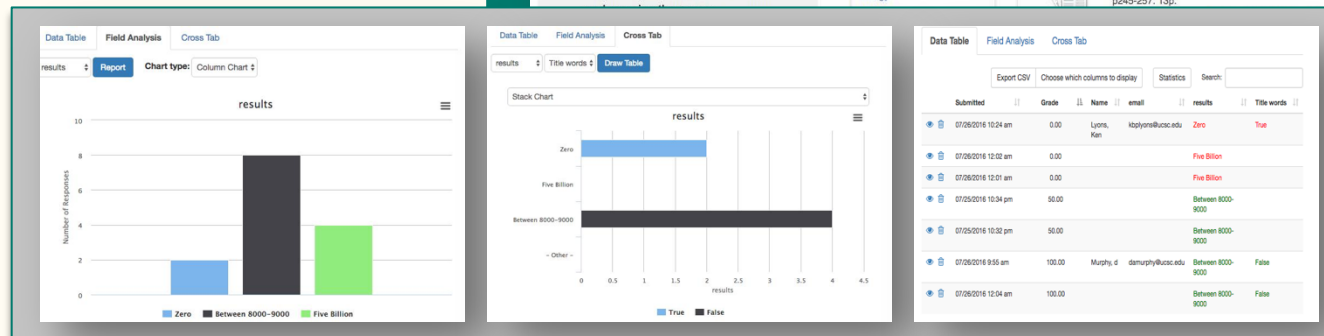 p245-257. 13p.
Data Table Field Analysis Cross Tab
results Report Chart type: Column Chart
results
10
8
6
4
2
0
Number of Responses
Zero Between 8000-9000 Five Billion
Data Table Field Analysis Cross Tab
results Title words Draw Table
Stack Chart
results
Zero
Five Billion
Between 8000-9000
- Other -
0 0.5 1 1.5 2 2.5 3 3.5 4 4.5
results
True False
Data Table Field Analysis Cross Tab
Export CSV Choose which columns to display Statistics Search:
Submitted Grade Name email results Title words
07/26/2016 10:24 am 0.00 Lyons, kbplyons@ucsc.edu Zero True
Ken
07/26/2016 12:02 am 0.00 Five Billion
07/26/2016 12:01 am 0.00 Five Billion
07/25/2016 10:34 pm 50.00 Between 8000-
9000
07/25/2016 10:32 pm 50.00 Between 8000-
9000
07/26/2016 9:55 am 100.00 Murphy, d damurphy@ucsc.edu Between 8000- False
9000
07/26/2016 12:04 am 100.00 Between 8000- False
9000